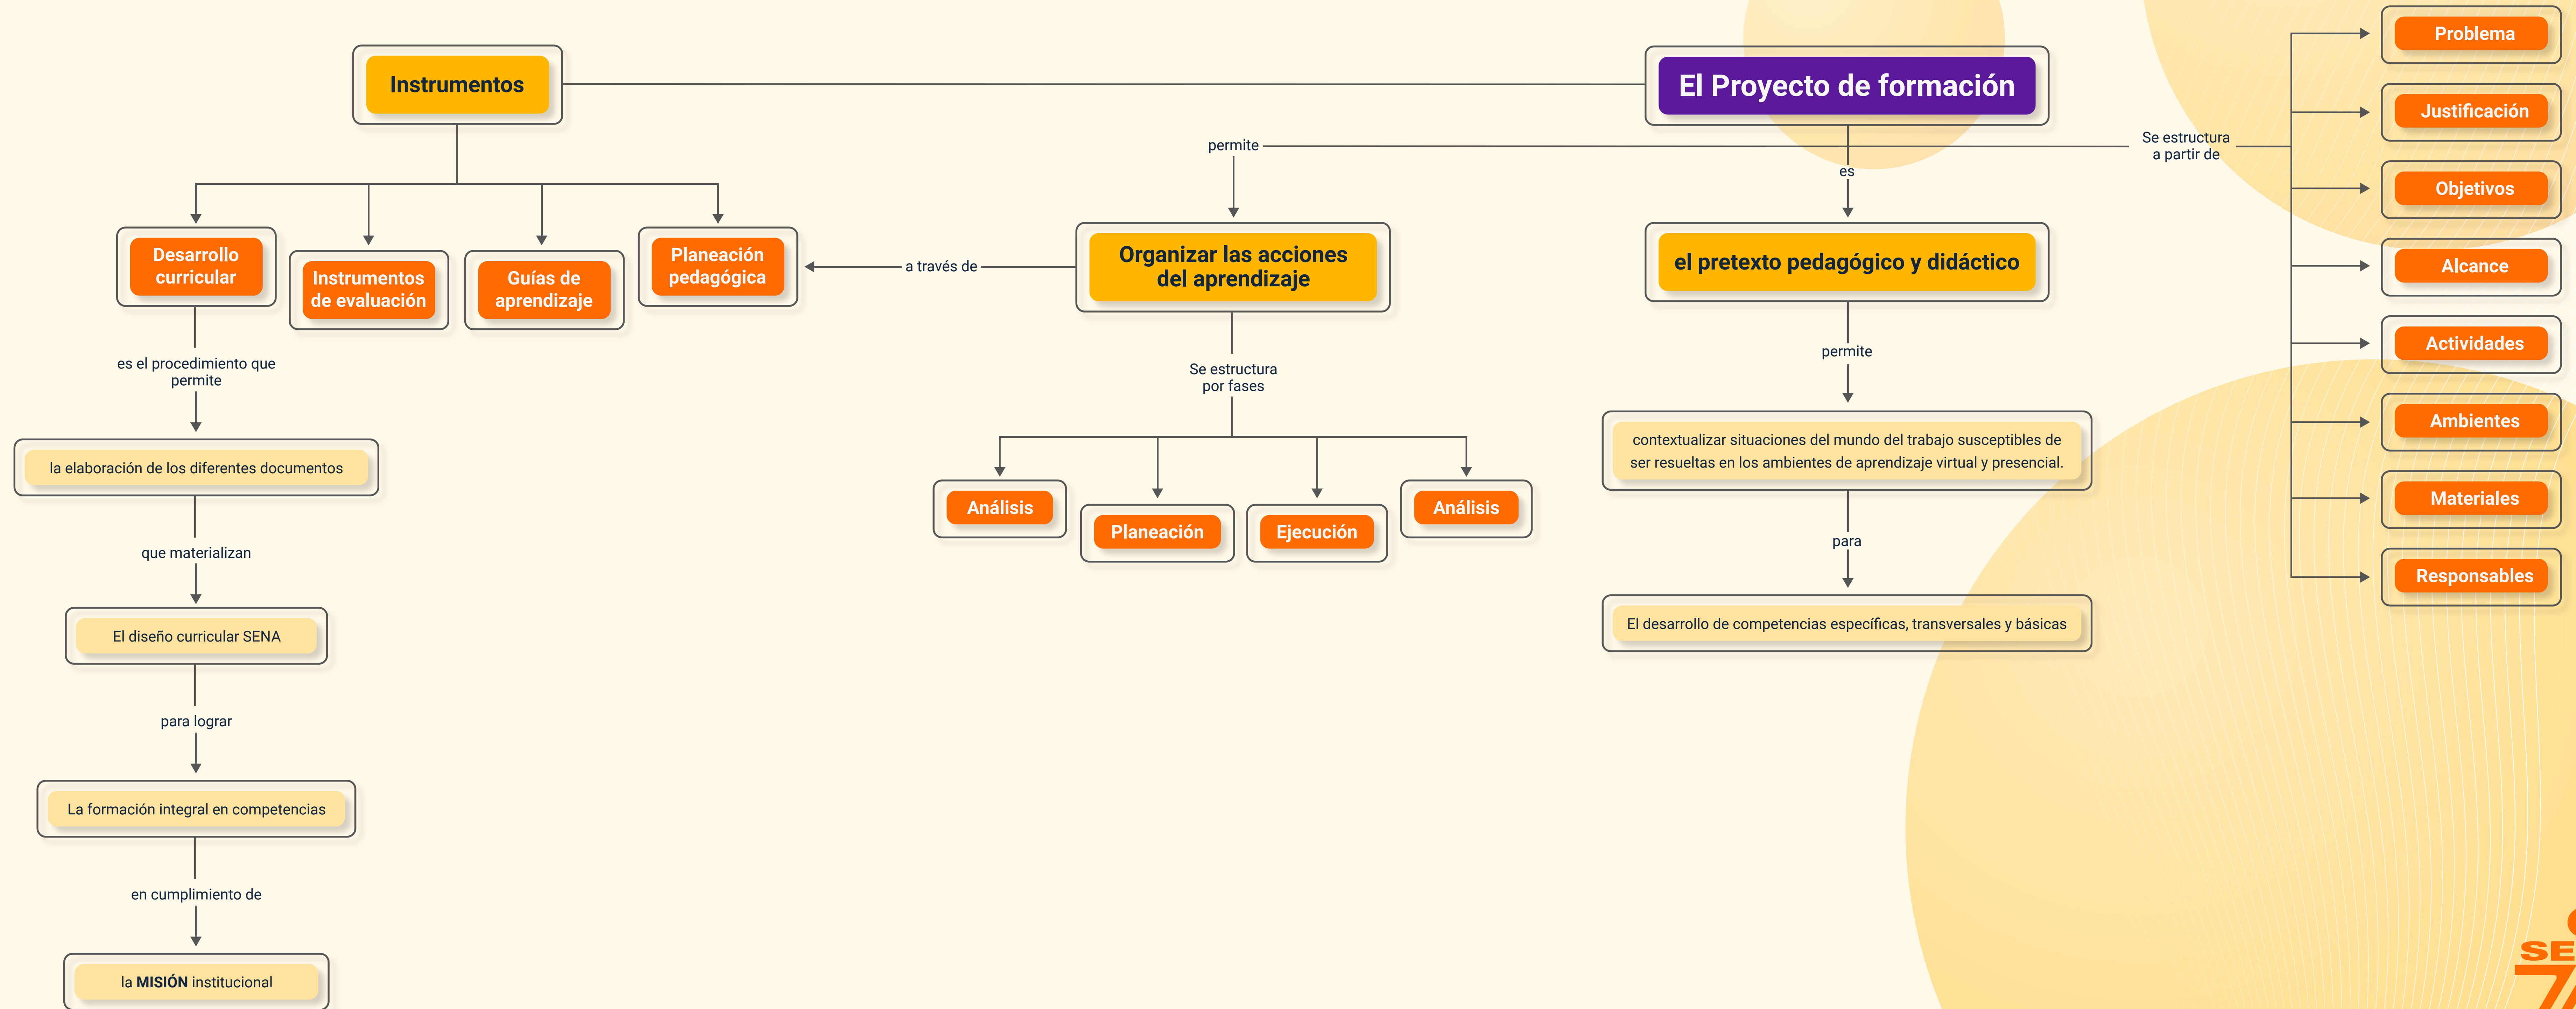 Instrumentos
El Proyecto de formación
permite
es
Se estructura
a partir de
Problema
Justificación
Objetivos
Alcance
Actividades
Ambientes
Materiales
Responsables
Desarrollo
curricular
Instrumentos
de evaluación
Guías de
aprendizaje
Planeación
pedagógica
a través de
Organizar las acciones
del aprendizaje
el pretexto pedagógico y didáctico
es el procedimiento que
permite
la elaboración de los diferentes documentos
que materializan
El diseño curricular SENA
para lograr
La formación integral en competencias
en cumplimiento de
la MISIÓN institucional
Se estructura
por fases
Análisis
Planeación
Ejecución
Análisis
permite
contextualizar situaciones del mundo del trabajo susceptibles de
ser resueltas en los ambientes de aprendizaje virtual y presencial.
para
El desarrollo de competencias específicas, transversales y básicas
SE